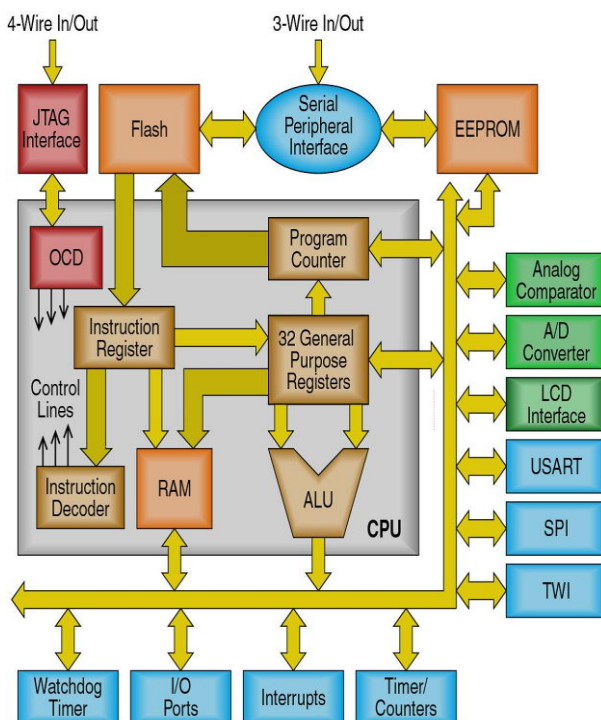 4-Wire In/Out
3-Wire In/Out
JTAG
Interface
Flash
Serial
Peripheral
Interface
EEPROM
OCD
Program
Counter
Analog
Comparator
Instruction
Register
32 General
Purpose
Registers
A/D
Converter
Control
Lines
LCD
Interface
Instruction
Decoder
RAM
ALU
CPU
USART
SPI
TWI
Watchdog
Timer
I/O
Ports
Interrupts
Timer/
Counters